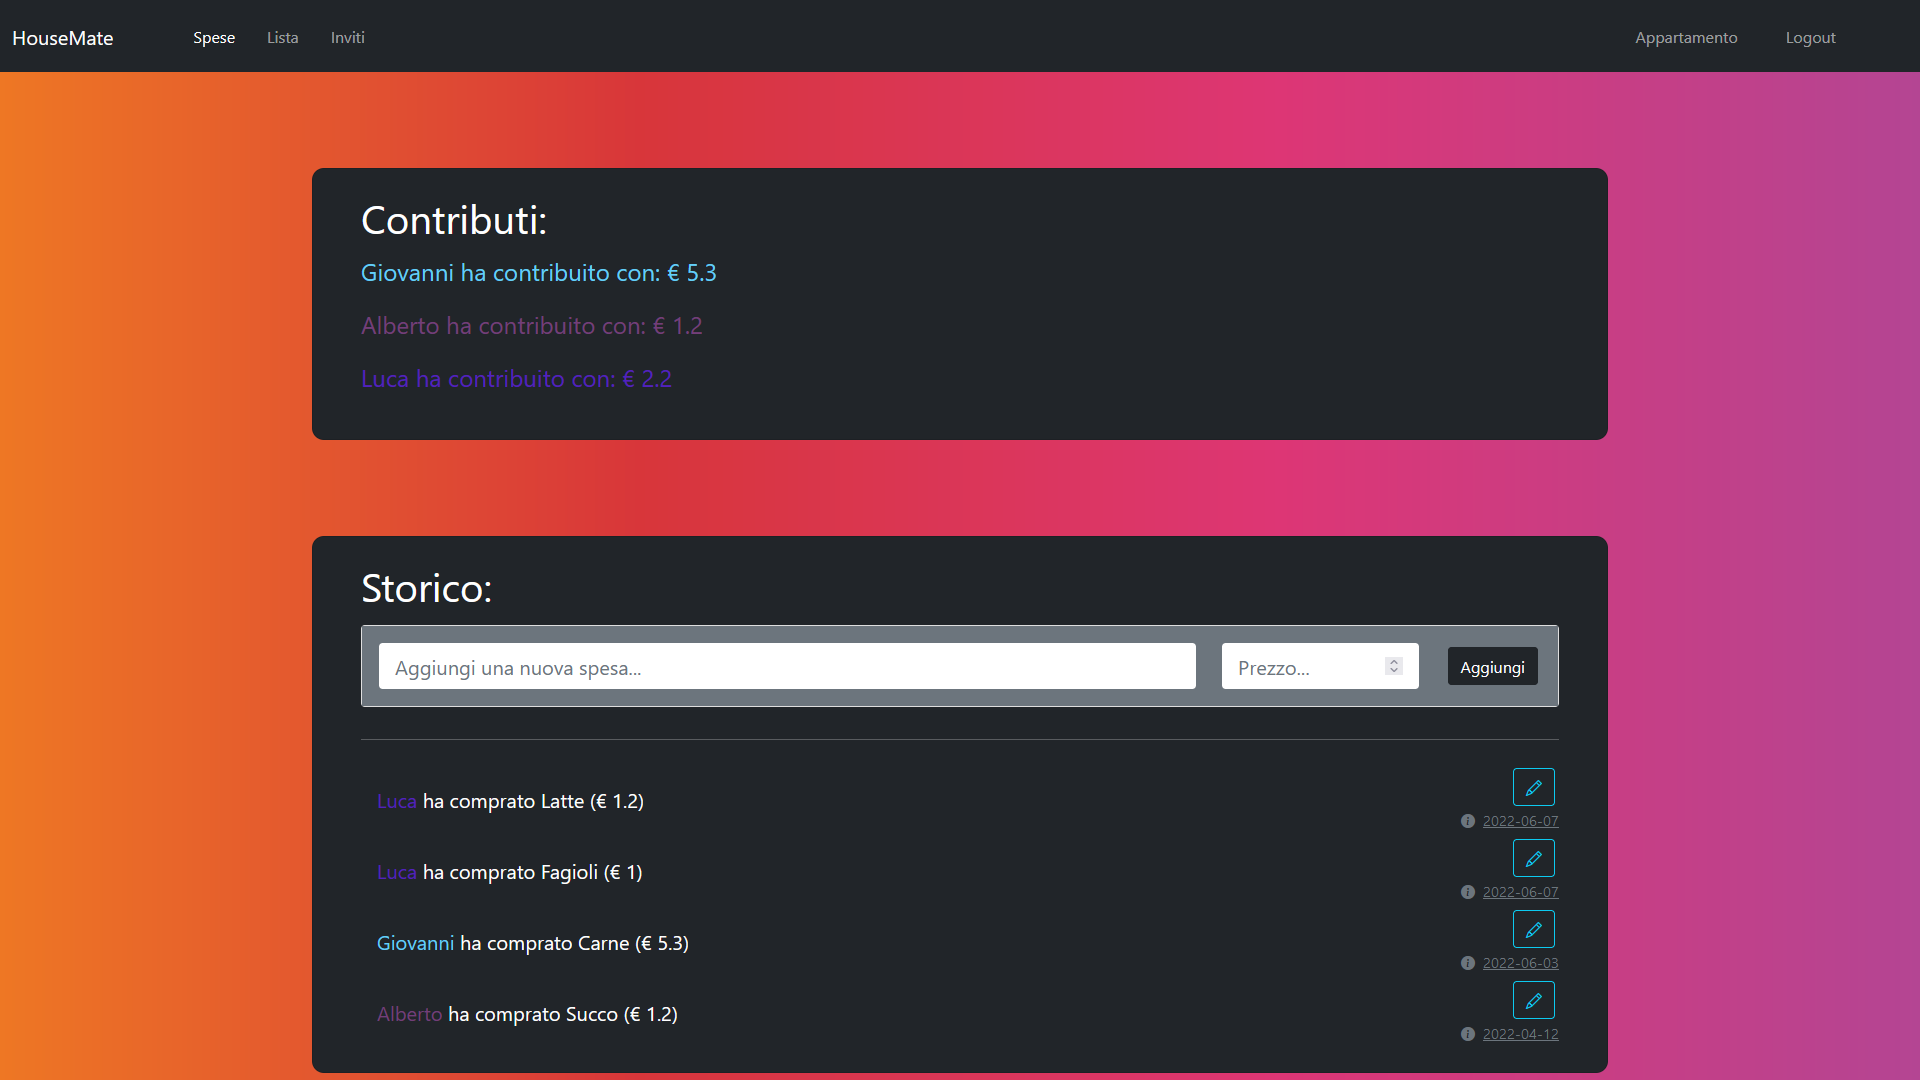 HouseMate Spese Lista Inviti Appartamento Logout
Contributi:
Giovanni ha contribuito con: € 5.3
Alberto ha contribuito con: € 1.2
Luca ha contribuito con: € 2.2
Storico:
Aggiungi una nuova spesa... Prezzo... Aggiungi
Luca ha comprato Latte (€ 1.2)
2022-06-07
Luca ha comprato Fagioli (€ 1)
2022-06-07
Giovanni ha comprato Carne (€ 5.3)
2022-06-03
Alberto ha comprato Succo (€ 1.2)
2022-04-12